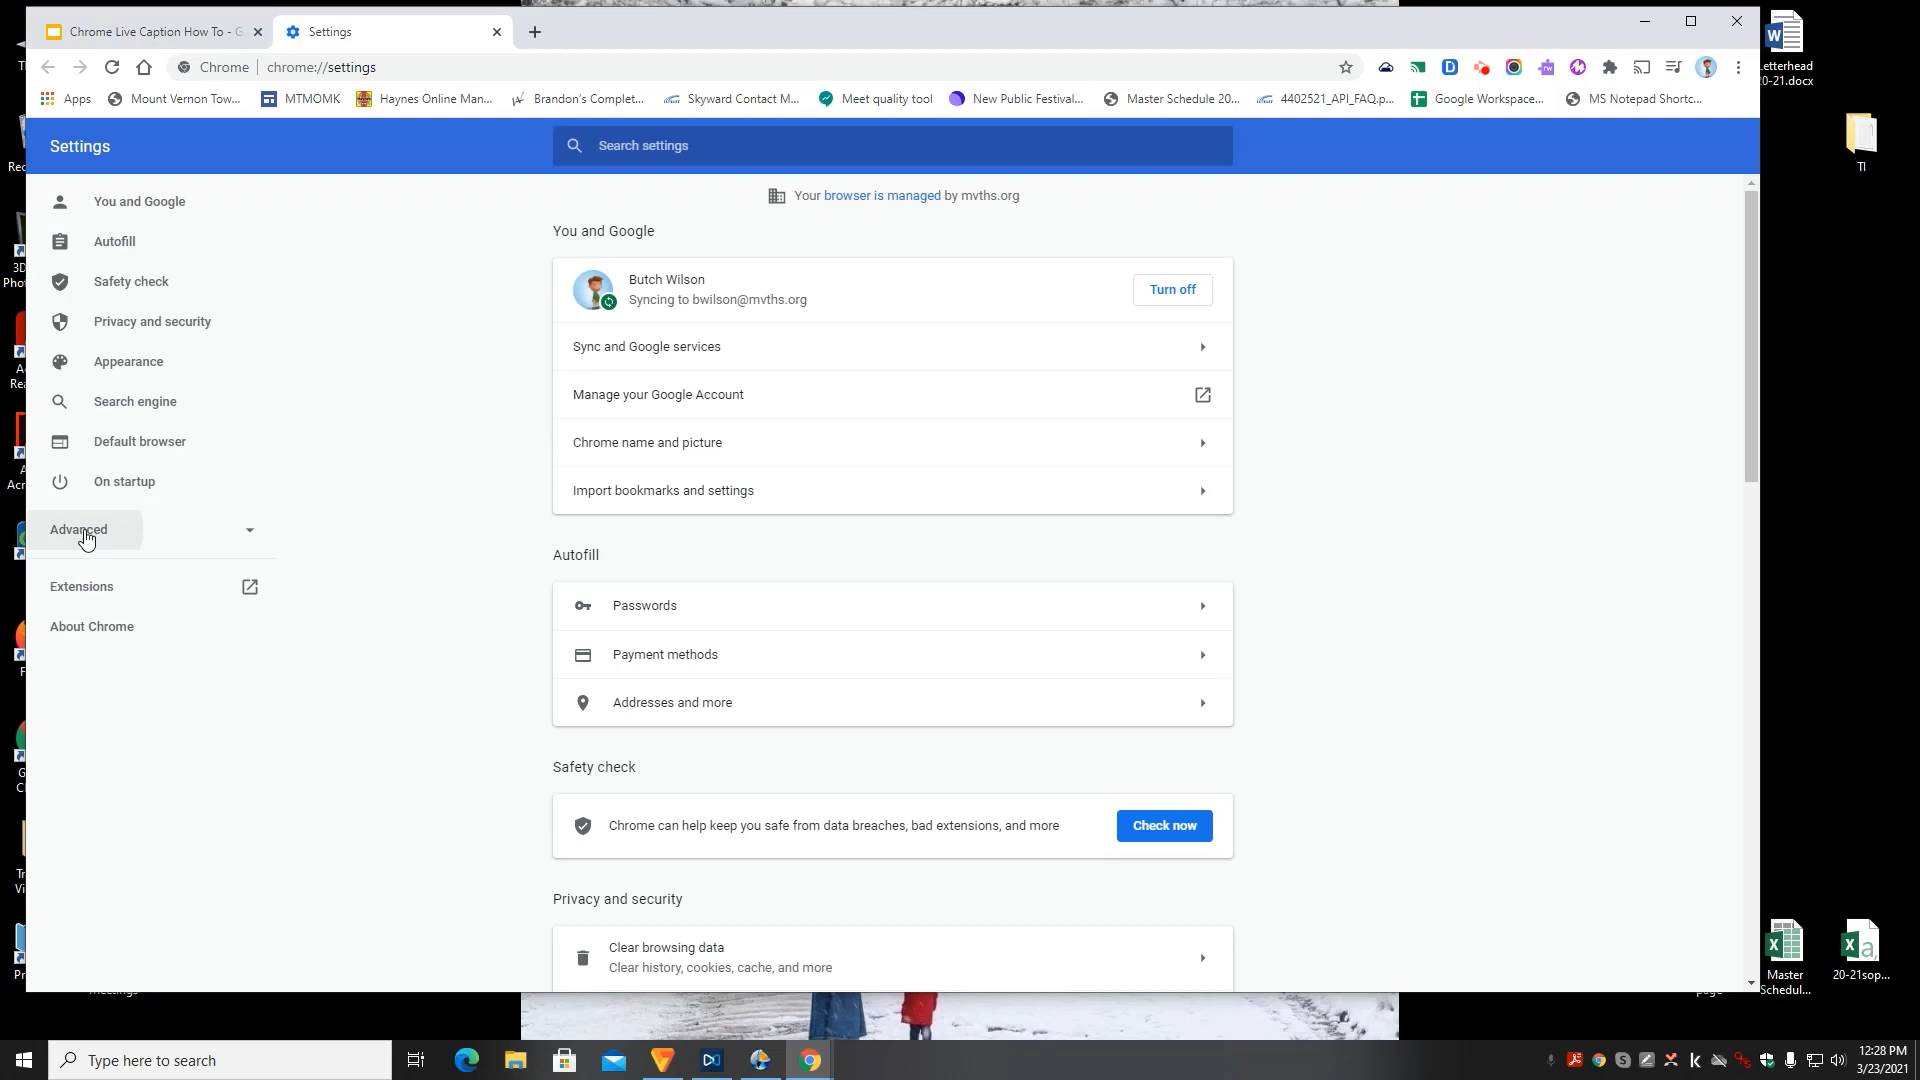 Chrome Live Caption How To - G
Settings
Chrome
chrome://settings
Apps
Mount Vernon Tow...
MTMOMK
Haynes Online Man...
Brandon's Complet...
Skyward Contact M...
Meet quality tool
New Public Festival...
Master Schedule 20...
4402521_API_FAQ.p...
Google Workspace...
MS Notepad Shortc...
Settings
Search settings
You and Google
Autofill
Safety check
Privacy and security
Appearance
Search engine
Default browser
On startup
Advanced
Extensions
About Chrome
Your browser is managed by mvths.org
You and Google
Butch Wilson
Syncing to bwilson@mvths.org
Turn off
Sync and Google services
Manage your Google Account
Chrome name and picture
Import bookmarks and settings
Autofill
Passwords
Payment methods
Addresses and more
Safety check
Chrome can help keep you safe from data breaches, bad extensions, and more
Check now
Privacy and security
Clear browsing data
Clear history, cookies, cache, and more
Letterhead
20-21.docx
TI
Master
Schedul...
20-21sop...
Type here to search
12:28 PM
3/23/2021